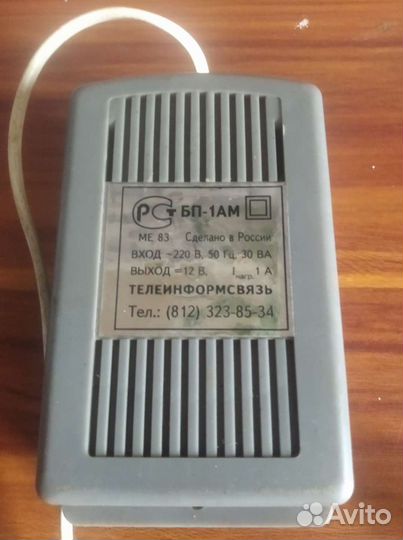 РСТ БП-1АМ
МЕ 83 Сделано в России
ВХОД ~220 В, 50 Гц, 30 ВА
ВЫХОД =12 В, Iнагр. 1 А
ТЕЛЕИНФОРМСВЯЗЬ
Тел.: (812) 323-85-34
Avito